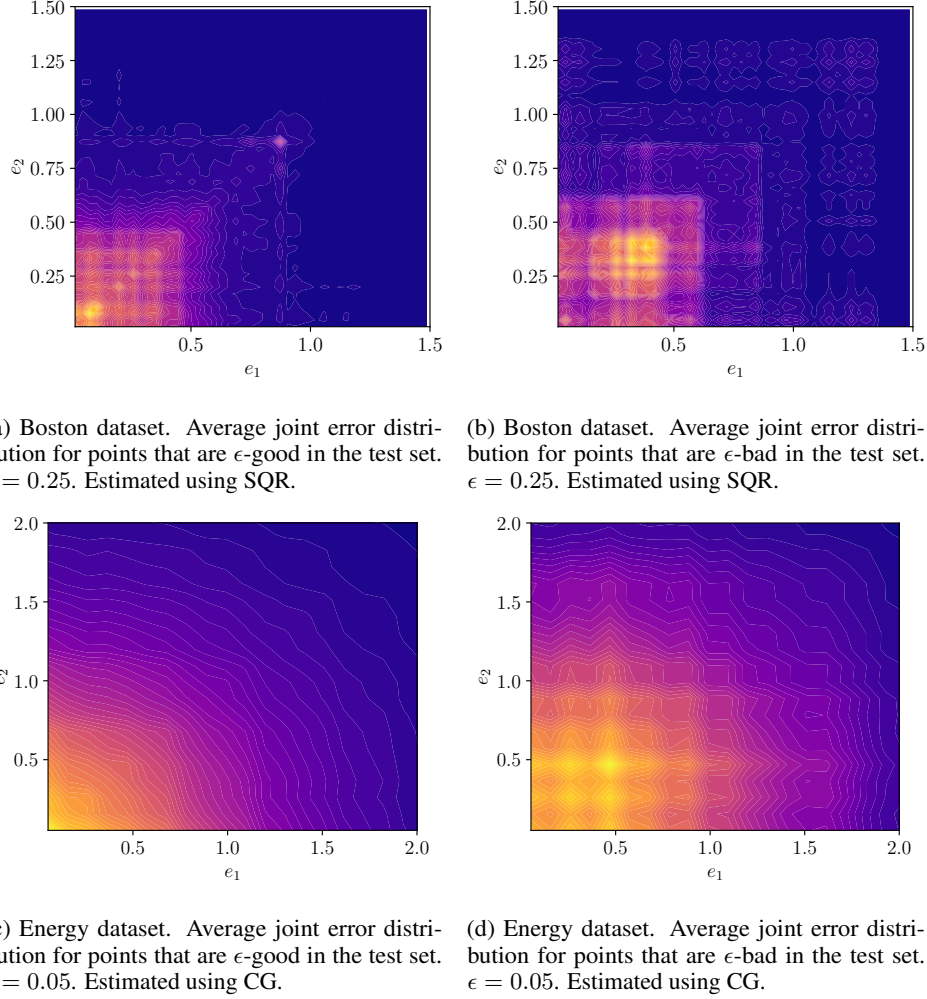 1.50
1.25
1.00
0.75
0.50
0.25
e₂
0.5
1.0
1.5
e₁
1.50
1.25
1.00
0.75
0.50
0.25
e₂
0.5
1.0
1.5
e₁
) Boston dataset. Average joint error distri-
ution for points that are ϵ-good in the test set.
= 0.25. Estimated using SQR.
(b) Boston dataset. Average joint error distri-
bution for points that are ϵ-bad in the test set.
ϵ = 0.25. Estimated using SQR.
2.0
1.5
1.0
0.5
e₂
0.5
1.0
1.5
2.0
e₁
2.0
1.5
1.0
0.5
e₂
0.5
1.0
1.5
2.0
e₁
) Energy dataset. Average joint error distri-
ution for points that are ϵ-good in the test set.
= 0.05. Estimated using CG.
(d) Energy dataset. Average joint error distri-
bution for points that are ϵ-bad in the test set.
ϵ = 0.05. Estimated using CG.